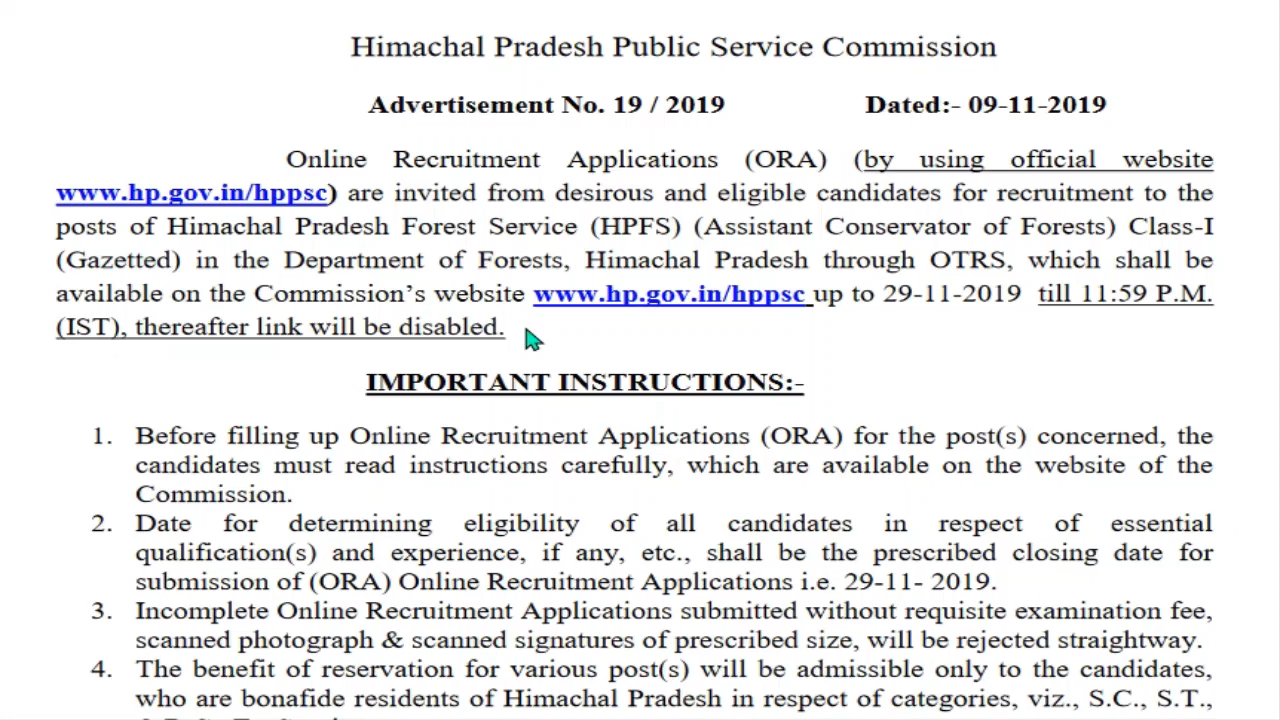 Himachal Pradesh Public Service Commission
Advertisement No. 19 / 2019 Dated:- 09-11-2019
Online Recruitment Applications (ORA) (by using official website
www.hp.gov.in/hppsc) are invited from desirous and eligible candidates for recruitment to the
posts of Himachal Pradesh Forest Service (HPFS) (Assistant Conservator of Forests) Class-I
(Gazetted) in the Department of Forests, Himachal Pradesh through OTRS, which shall be
available on the Commission's website www.hp.gov.in/hppsc up to 29-11-2019 till 11:59 P.M.
(IST), thereafter link will be disabled.
IMPORTANT INSTRUCTIONS:-
1. Before filling up Online Recruitment Applications (ORA) for the post(s) concerned, the
candidates must read instructions carefully, which are available on the website of the
Commission.
2. Date for determining eligibility of all candidates in respect of essential
qualification(s) and experience, if any, etc., shall be the prescribed closing date for
submission of (ORA) Online Recruitment Applications i.e. 29-11- 2019.
3. Incomplete Online Recruitment Applications submitted without requisite examination fee,
scanned photograph & scanned signatures of prescribed size, will be rejected straightway.
4. The benefit of reservation for various post(s) will be admissible only to the candidates,
who are bonafide residents of Himachal Pradesh in respect of categories, viz., S.C., S.T.,